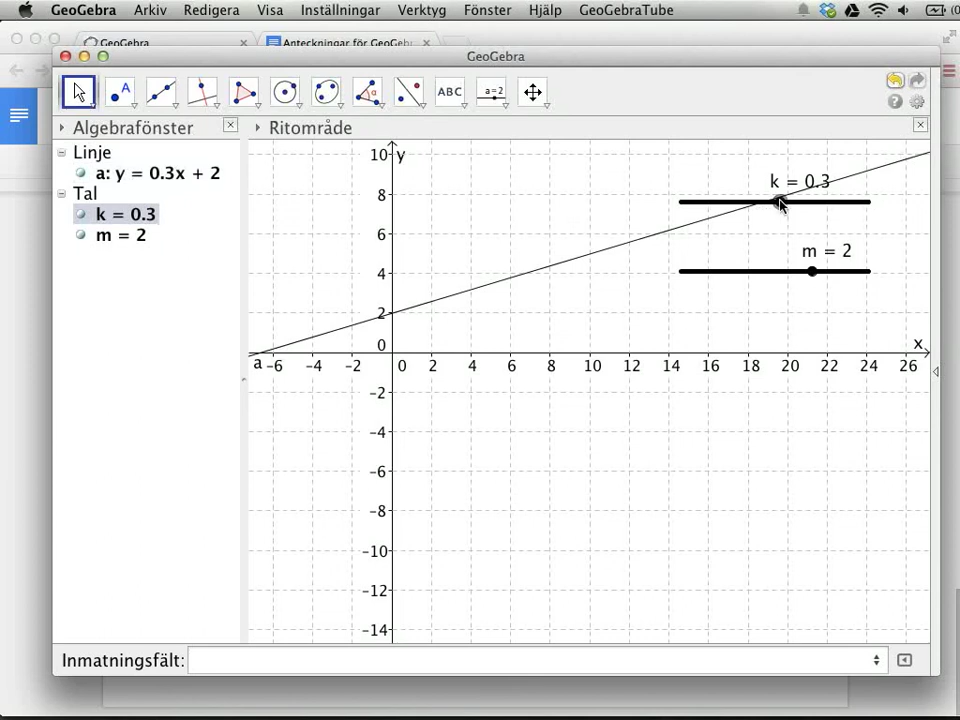 GeoGebra Arkiv Redigera Visa Inställningar Verktyg Fönster Hjälp GeoGebraTube
GeoGebra Anteckningar för GeoGeb
GeoGebra
A ABC a=2
Algebrafönster Ritområde
Linje
a: y = 0.3x + 2
Tal
k = 0.3
m = 2
k = 0.3
m = 2
y
x
a
10
8
6
4
2
0
-2
-4
-6
-8
-10
-12
-14
-6 -4 -2 0 2 4 6 8 10 12 14 16 18 20 22 24 26
Inmatningsfält: